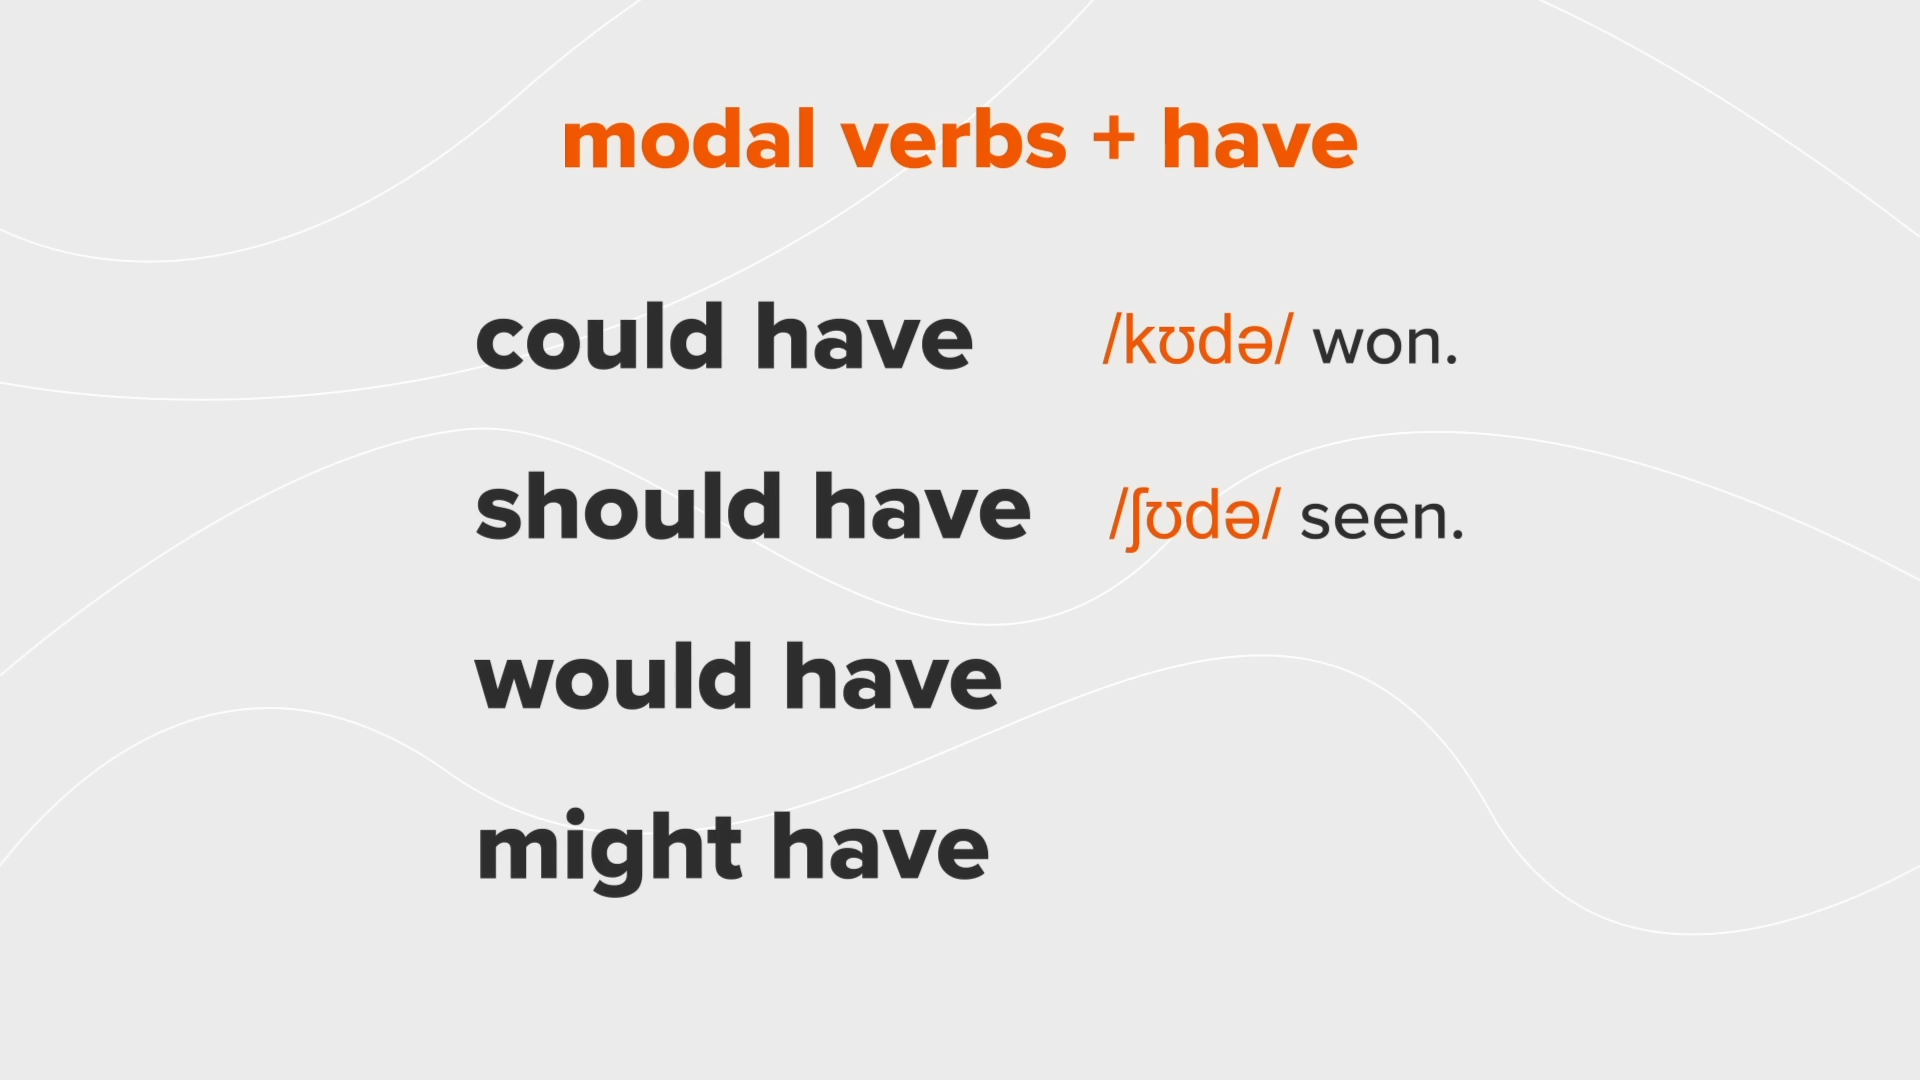 modal verbs + have
could have /kʊdə/ won.
should have /ʃʊdə/ seen.
would have
might have